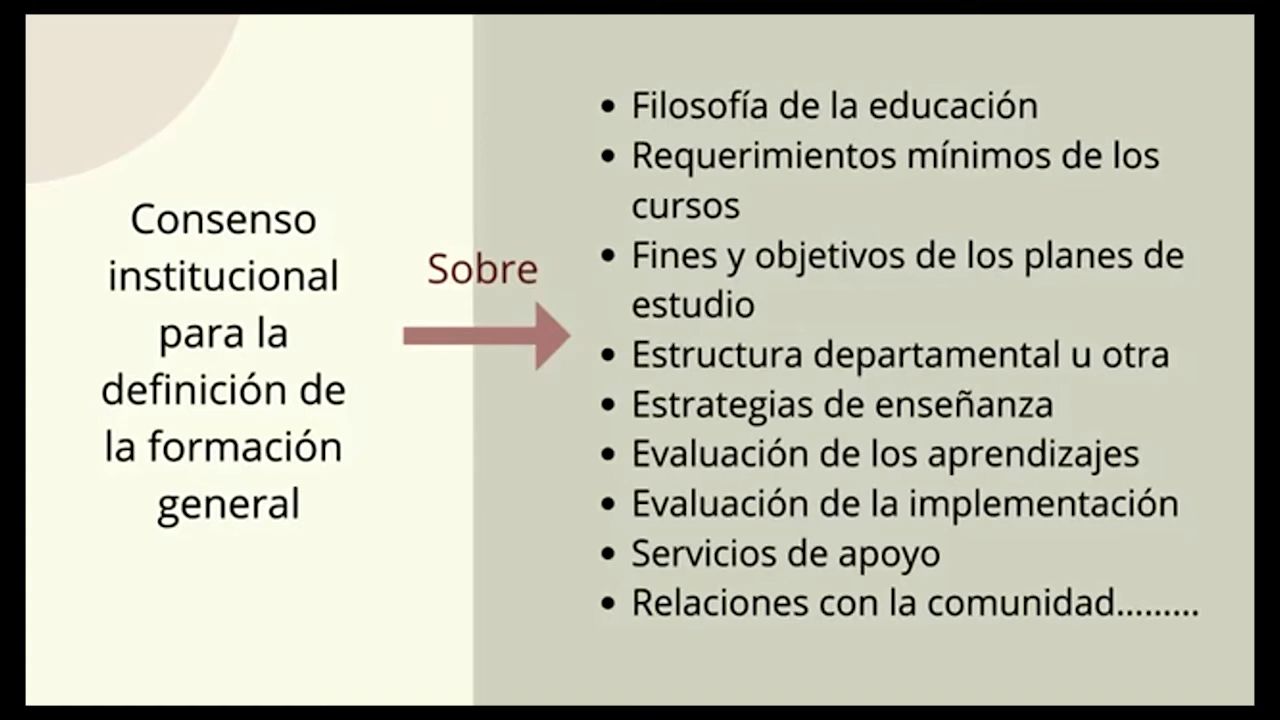 Consenso
institucional
para la
definición de
la formación
general
Sobre
• Filosofía de la educación
• Requerimientos mínimos de los
cursos
• Fines y objetivos de los planes de
estudio
• Estructura departamental u otra
• Estrategias de enseñanza
• Evaluación de los aprendizajes
• Evaluación de la implementación
• Servicios de apoyo
• Relaciones con la comunidad.........